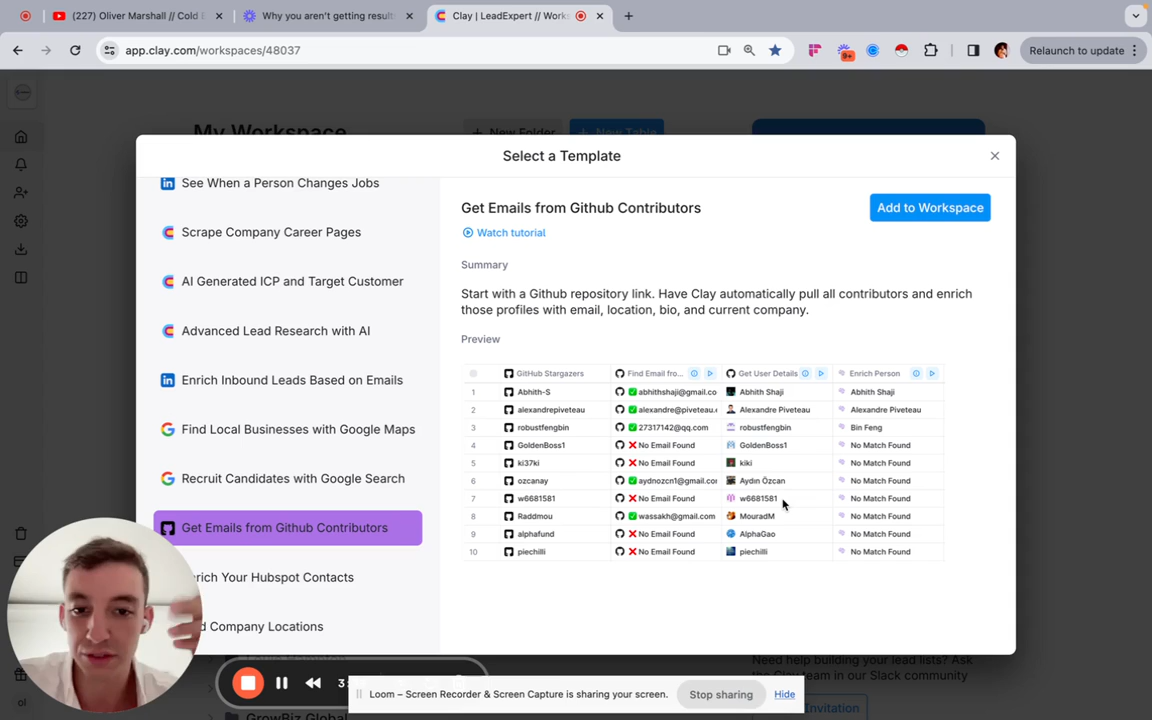 (227) Oliver Marshall // Cold E
Why you aren't getting result
Clay | LeadExpert // Works
app.clay.com/workspaces/48037
9+
Relaunch to update
My Workspace
+ New Folder
+ New Table
Select a Template
See When a Person Changes Jobs
Scrape Company Career Pages
AI Generated ICP and Target Customer
Advanced Lead Research with AI
Enrich Inbound Leads Based on Emails
Find Local Businesses with Google Maps
Recruit Candidates with Google Search
Get Emails from Github Contributors
rich Your Hubspot Contacts
d Company Locations
Get Emails from Github Contributors
Add to Workspace
Watch tutorial
Summary
Start with a Github repository link. Have Clay automatically pull all contributors and enrich
those profiles with email, location, bio, and current company.
Preview
GitHub Stargazers Find Email fro... Get User Details Enrich Person
1 Abhith-S abhithshaji@gmail.co Abhith Shaji Abhith Shaji
2 alexandrepiveteau alexandre@piveteau.e Alexandre Piveteau Alexandre Piveteau
3 robustfengbin 27317142@qq.com robustfengbin Bin Feng
4 GoldenBoss1 No Email Found GoldenBoss1 No Match Found
5 ki37ki No Email Found kiki No Match Found
6 ozcanay aydnozcn1@gmail.cor Aydın Özcan No Match Found
7 w6681581 No Email Found w6681581 No Match Found
8 Raddmou wassakh@gmail.com MouradM No Match Found
9 alphafund No Email Found AlphaGao No Match Found
10 piechilli No Email Found piechilli No Match Found
Need help building your lead lists? Ask
the Clay team in our Slack community
Invitation
3:
Loom – Screen Recorder & Screen Capture is sharing your screen.
Stop sharing
Hide
ol
GrowBiz Global